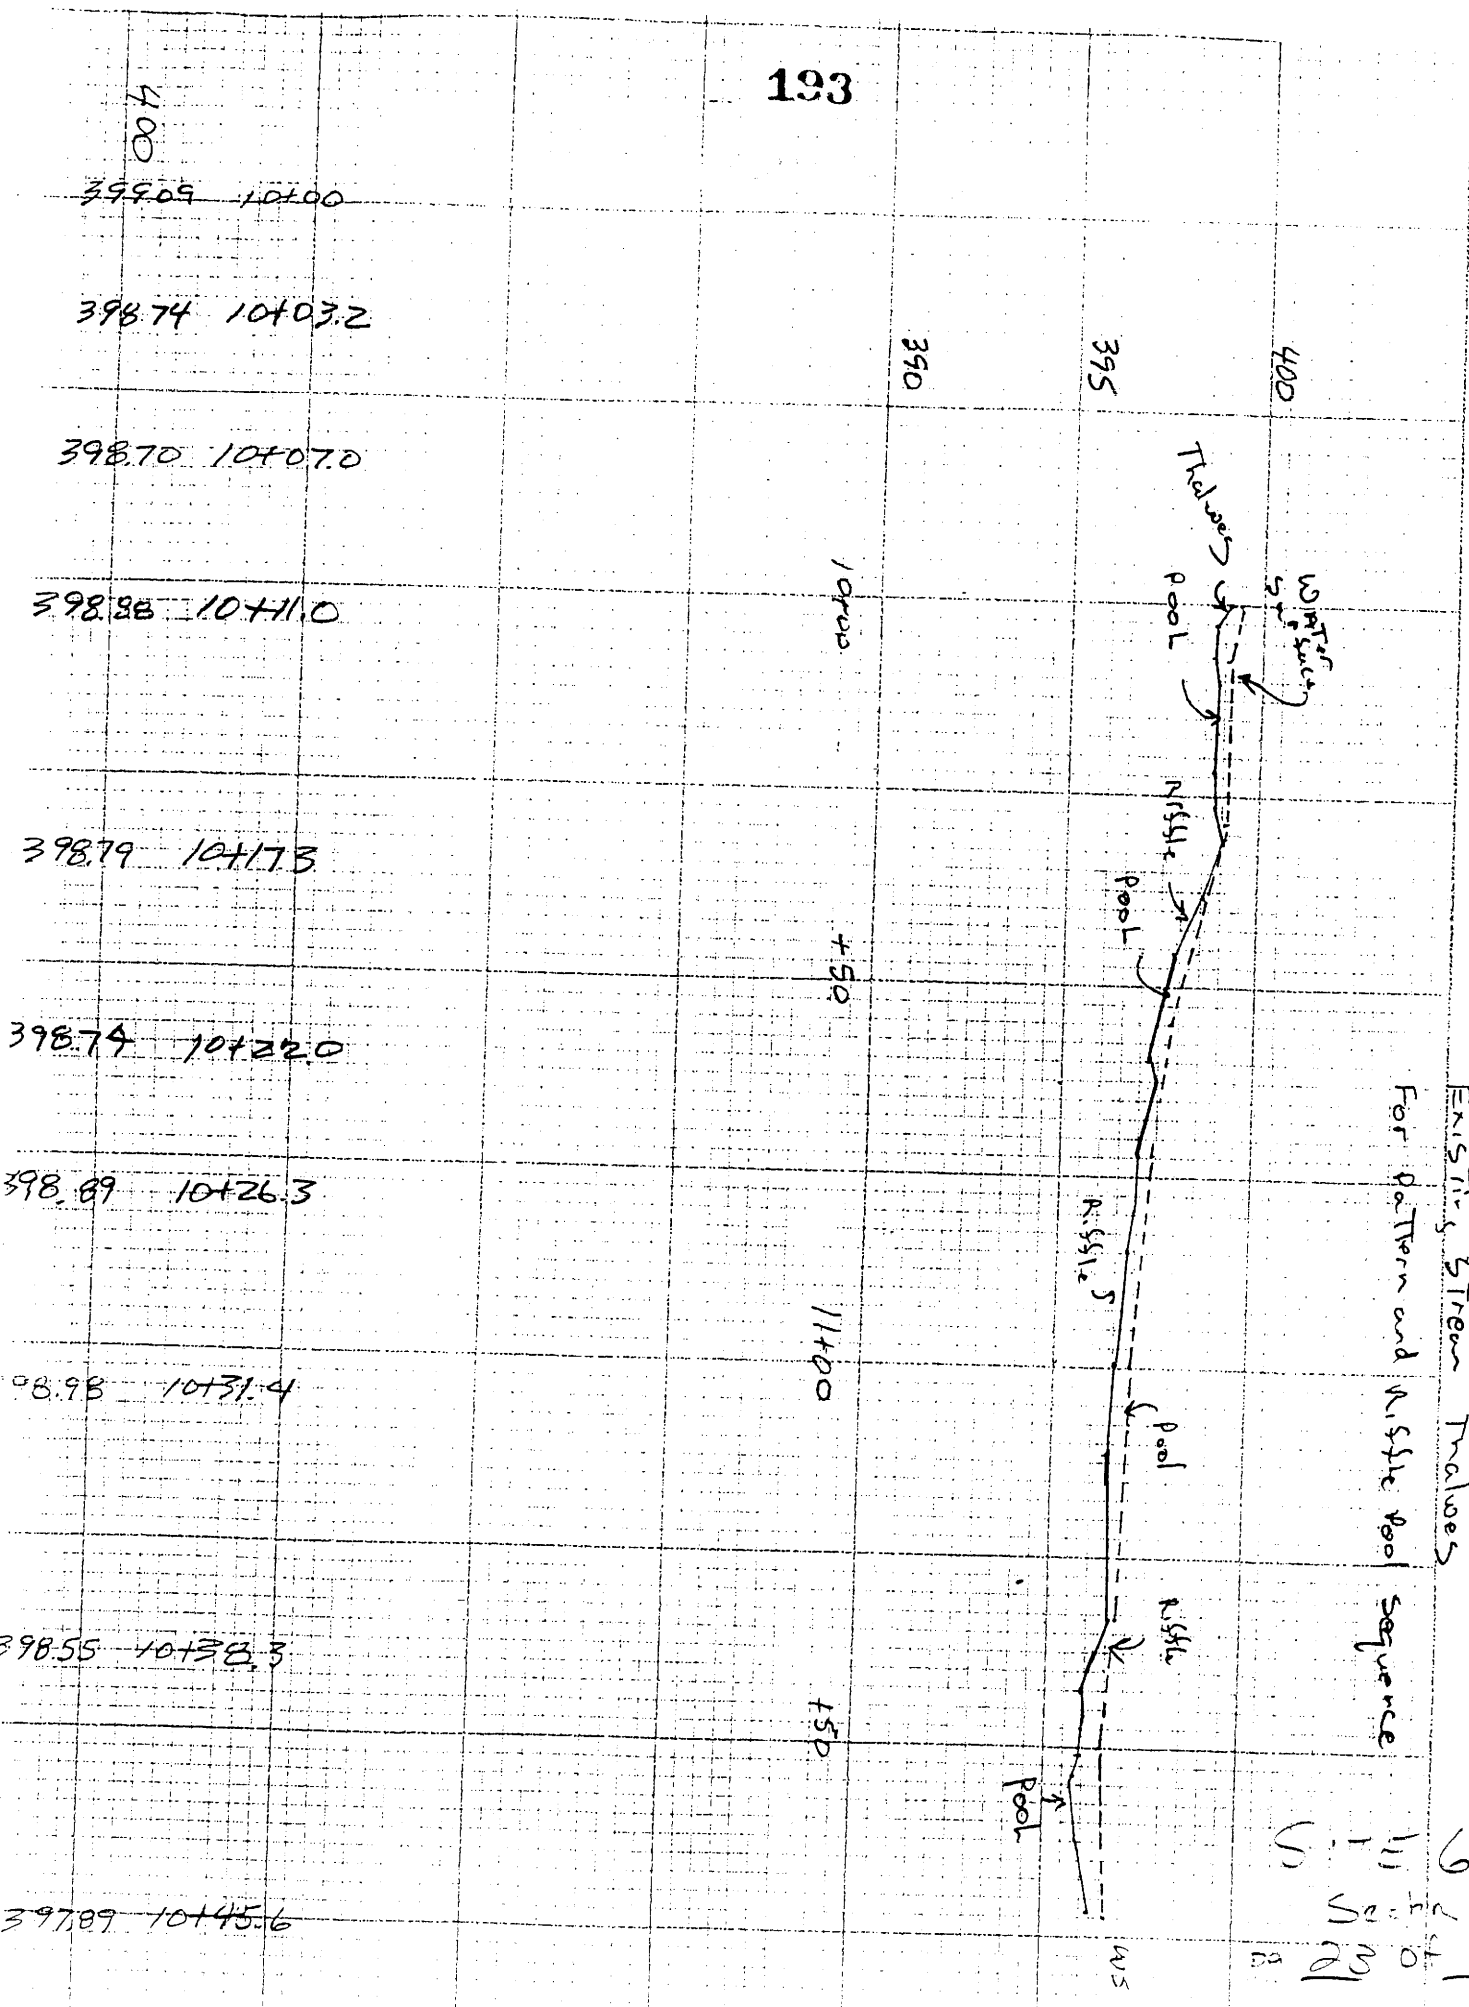 193
400
399.09 10+00
398.74 10+03.2
398.70 10+07.0
398.88 10+11.0
398.79 10+17.3
398.74 10+22.0
398.89 10+26.3
98.98 10+31.4
398.55 10+38.3
397.89 10+45.6
Existing Stream Thalweg
For Pattern and Riffle Pool Sequence
400
395
390
Water Surface
Thalweg
Pool
Riffle
Pool
Riffle
Pool
Riffle
Pool
WS
10+00
+50
11+00
+50
23 of